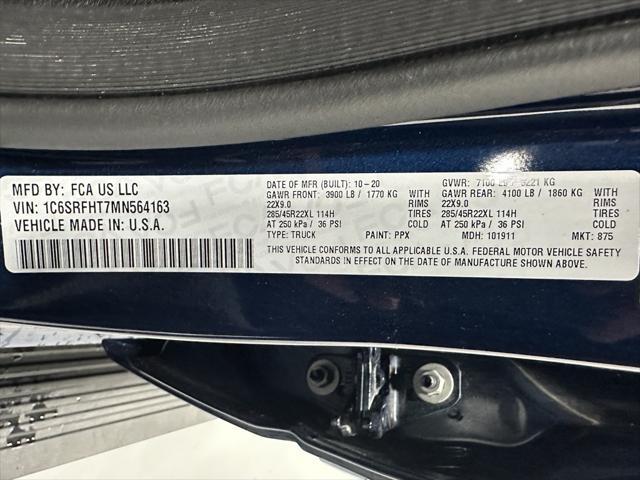 MFD BY: FCA US LLC
VIN: 1C6SRFHT7MN564163
VEHICLE MADE IN: U.S.A.
DATE OF MFR (BUILT): 10-20
GVWR: 7100 LB / 3221 KG
GAWR FRONT: 3900 LB / 1770 KG
GAWR REAR: 4100 LB / 1860 KG
22X9.0 RIMS
22X9.0 RIMS
285/45R22XL 114H TIRES
285/45R22XL 114H TIRES
AT 250 kPa / 36 PSI COLD
AT 250 kPa / 36 PSI COLD
TYPE: TRUCK PAINT: PPX MDH: 101911 MKT: 875
THIS VEHICLE CONFORMS TO ALL APPLICABLE U.S.A. FEDERAL MOTOR VEHICLE SAFETY
STANDARDS IN EFFECT ON THE DATE OF MANUFACTURE SHOWN ABOVE.